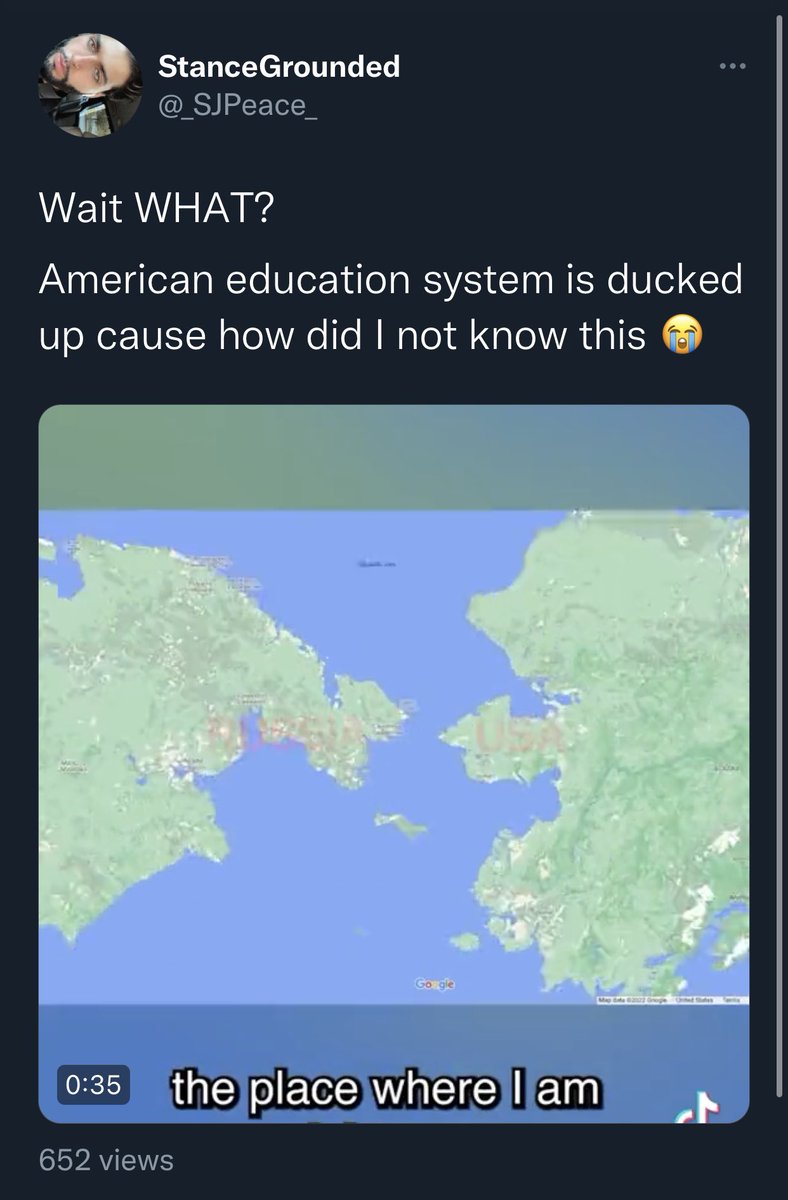 StanceGrounded
@_SJPeace_
Wait WHAT?
American education system is ducked
up cause how did I not know this 😭
RUSSIA
USA
Google
Map data ©2022 Google United States Terms
0:35
the place where I am
652 views